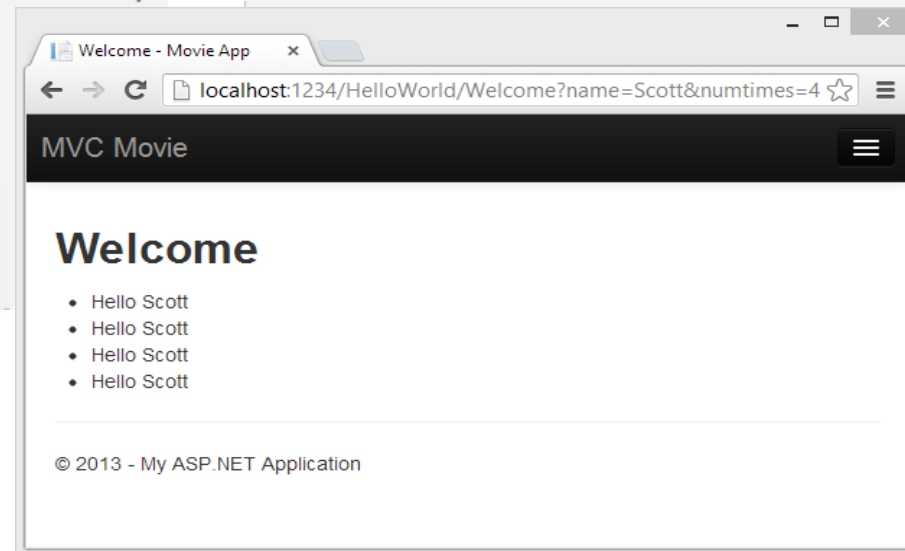 Welcome - Movie App
localhost:1234/HelloWorld/Welcome?name=Scott&numtimes=4
MVC Movie
Welcome
Hello Scott
Hello Scott
Hello Scott
Hello Scott
© 2013 - My ASP.NET Application